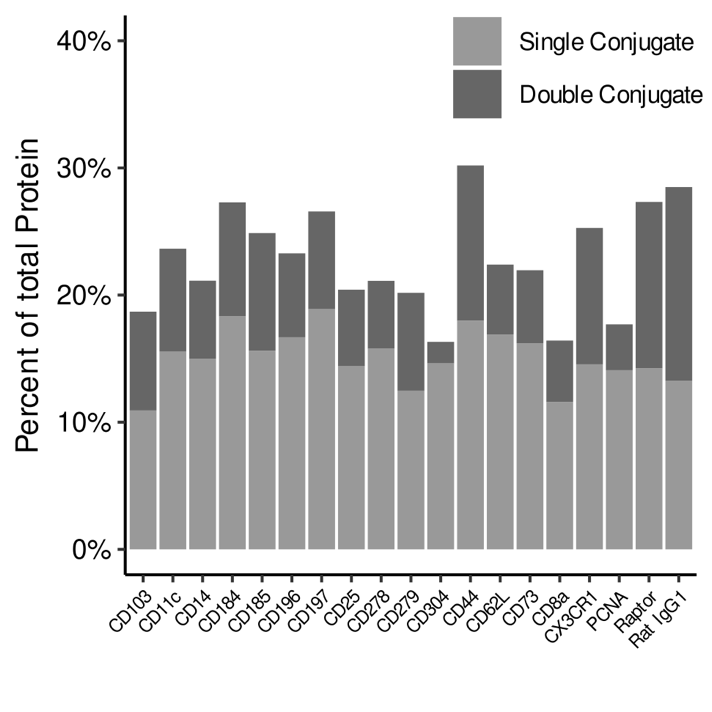 Single Conjugate
Double Conjugate
Percent of total Protein
40%
30%
20%
10%
0%
CD103
CD11c
CD14
CD184
CD185
CD196
CD197
CD25
CD278
CD279
CD304
CD44
CD62L
CD73
CD8a
CX3CR1
PCNA
Raptor
Rat IgG1